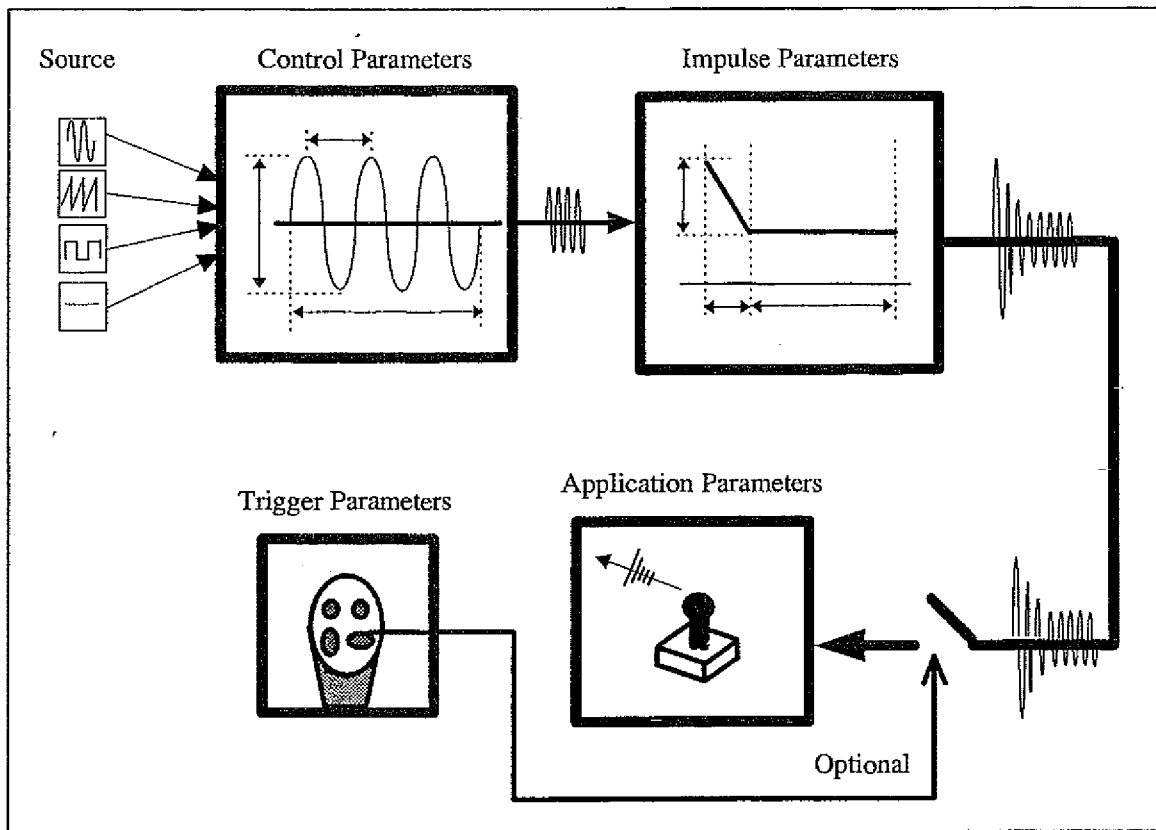 Source
Control Parameters
Impulse Parameters
Trigger Parameters
Application Parameters
Optional